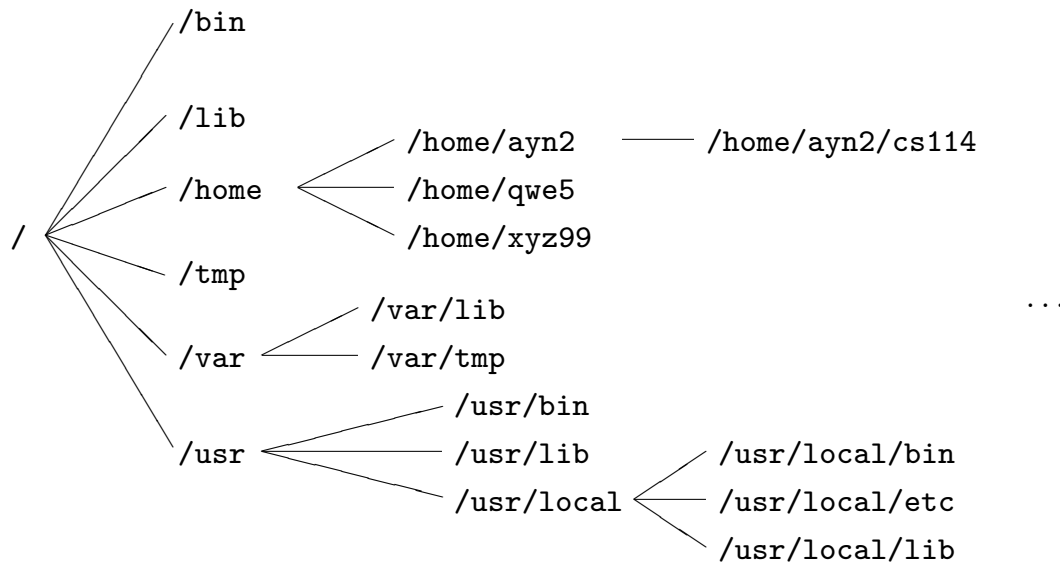 /bin
/lib
/home/ayn2 /home/ayn2/cs114
/home /home/qwe5
/ /home/xyz99
/tmp
/var/lib ...
/var /var/tmp
/usr/bin
/usr /usr/lib /usr/local/bin
/usr/local /usr/local/etc
/usr/local/lib